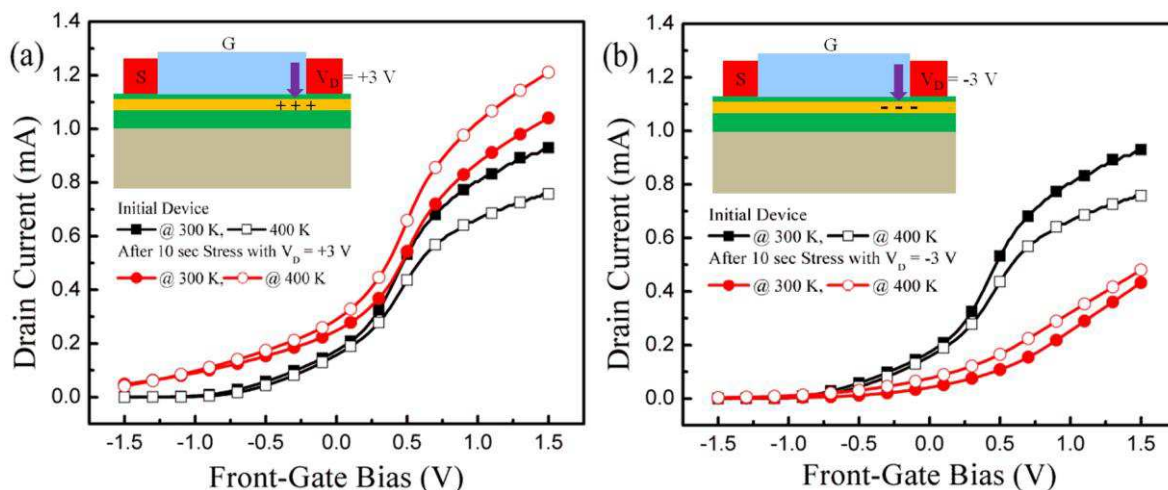 (a)
Drain Current (mA)
1.4
1.2
1.0
0.8
0.6
0.4
0.2
0.0
G
S
V_D = +3 V
+ + +
Initial Device
@ 300 K, 400 K
After 10 sec Stress with V_D = +3 V
@ 300 K, @ 400 K
-1.5 -1.0 -0.5 0.0 0.5 1.0 1.5
Front-Gate Bias (V)
(b)
Drain Current (mA)
1.4
1.2
1.0
0.8
0.6
0.4
0.2
0.0
G
S
V_D = -3 V
- - -
Initial Device
@ 300 K, @ 400 K
After 10 sec Stress with V_D = -3 V
@ 300 K, @ 400 K
-1.5 -1.0 -0.5 0.0 0.5 1.0 1.5
Front-Gate Bias (V)